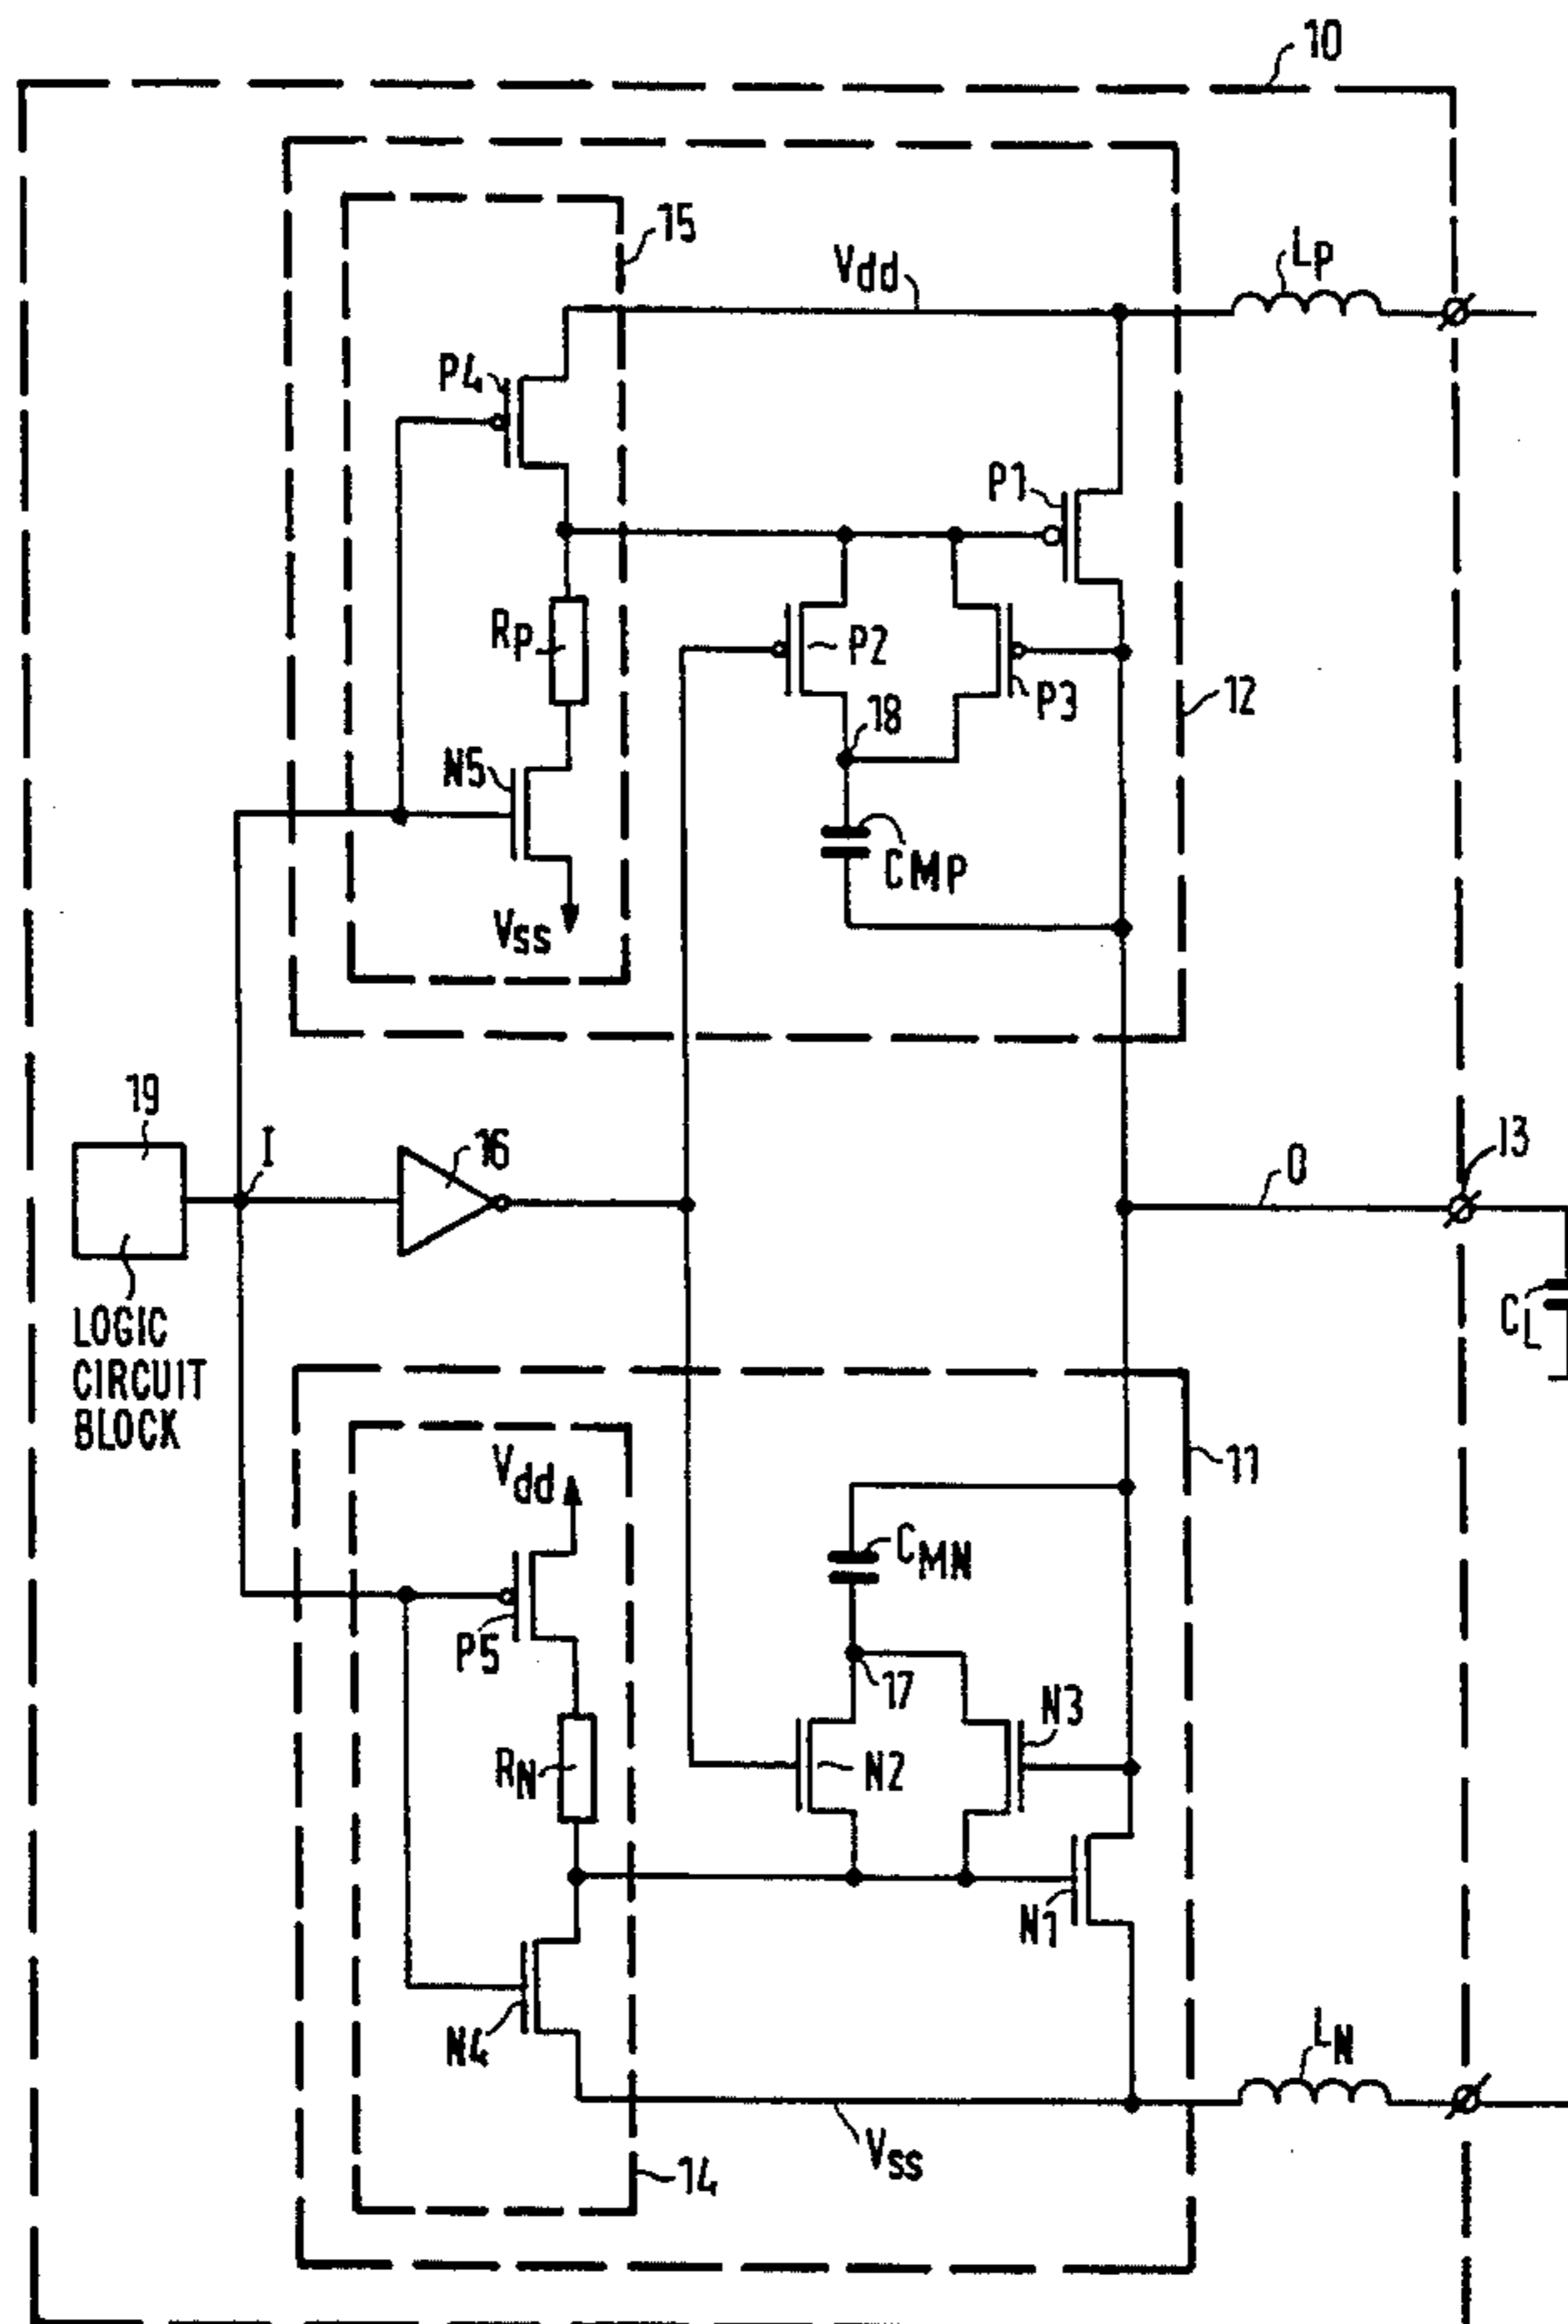 10
15
Vdd
LP
P4
P1
RP
P2
P3
12
18
N5
CMP
Vss
19
I
16
O
13
LOGIC
CIRCUIT
BLOCK
CL
Vdd
11
CMN
P5
17
N3
RN
N2
N1
N4
LN
Vss
14